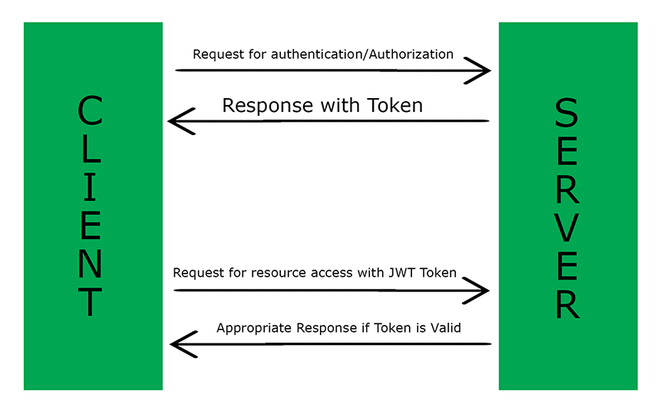 CLIENT
Request for authentication/Authorization
Response with Token
Request for resource access with JWT Token
Appropriate Response if Token is Valid
SERVER